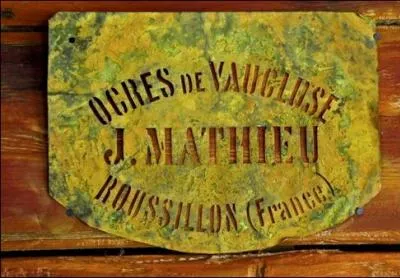 OCRES DE VAUCLUSE
J. MATHIEU
ROUSSILLON (France)